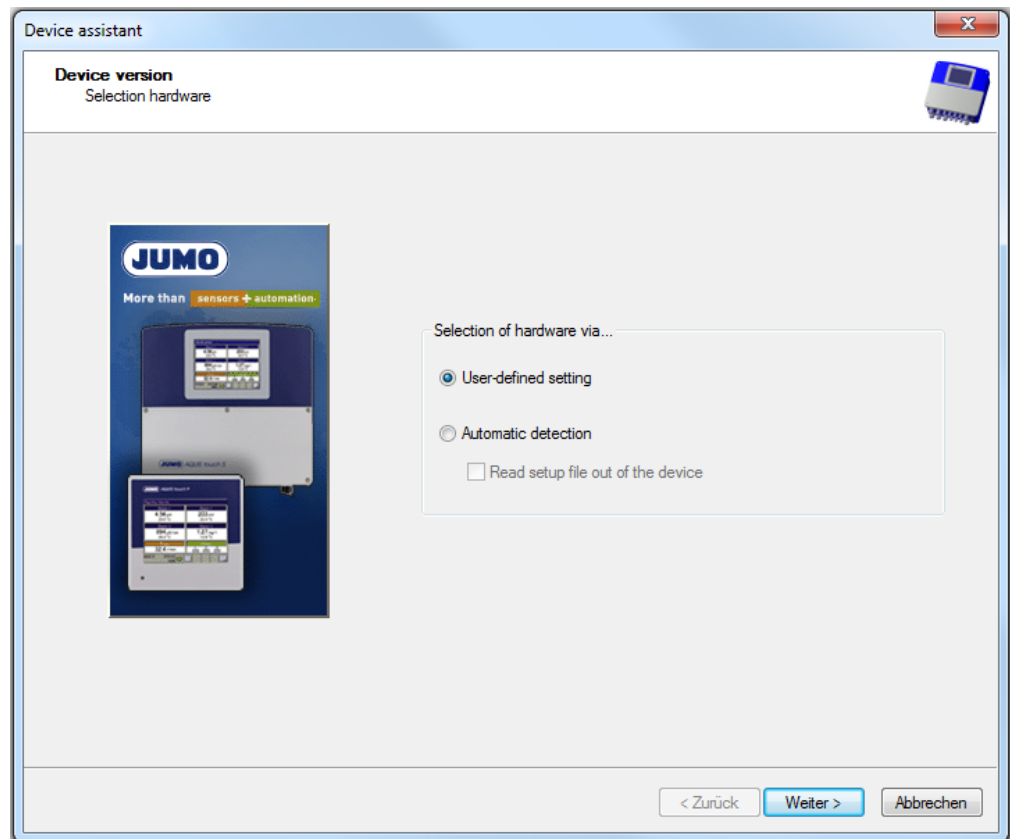 Device assistant
Device version
Selection hardware
JUMO
More than sensors + automation
Selection of hardware via...
User-defined setting
Automatic detection
Read setup file out of the device
< Zurück Weiter > Abbrechen